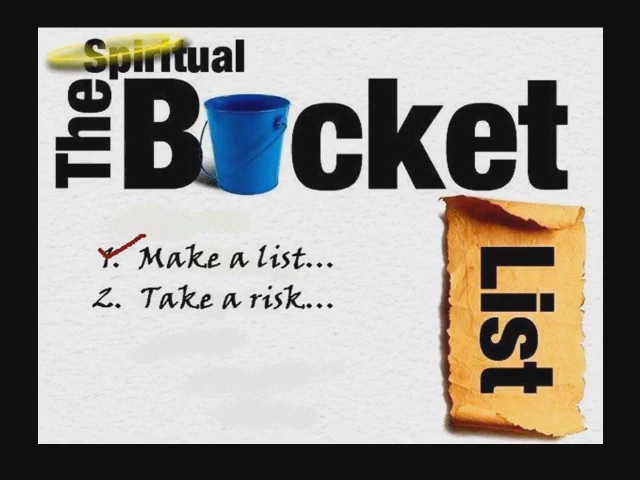 The Spiritual
Bucket
List
1. Make a list...
2. Take a risk...